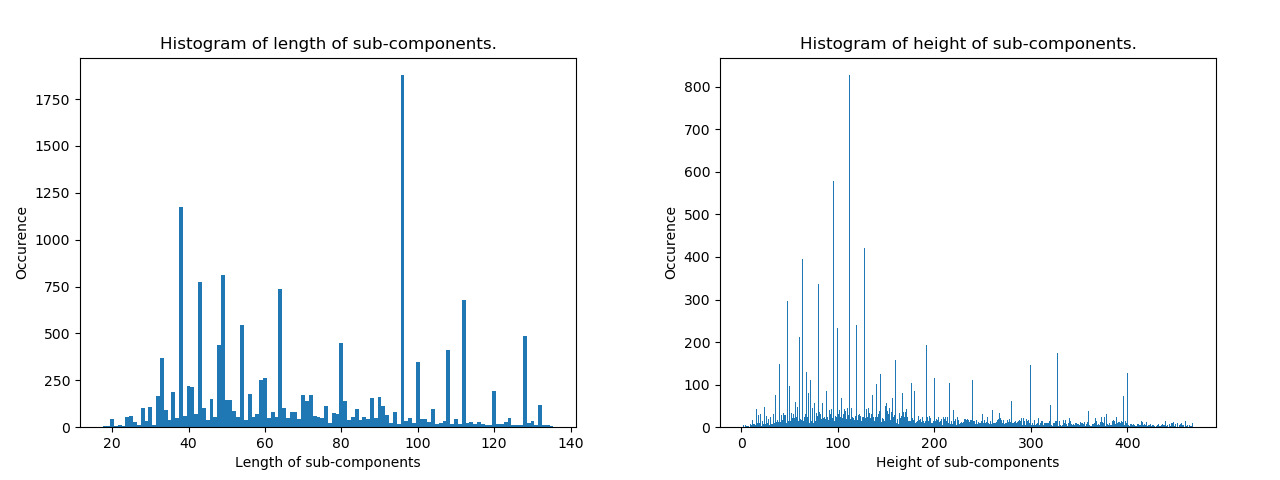 Histogram of length of sub-components.
Occurence
1750
1500
1250
1000
750
500
250
0
20 40 60 80 100 120 140
Length of sub-components
Histogram of height of sub-components.
Occurence
800
700
600
500
400
300
200
100
0
0 100 200 300 400
Height of sub-components